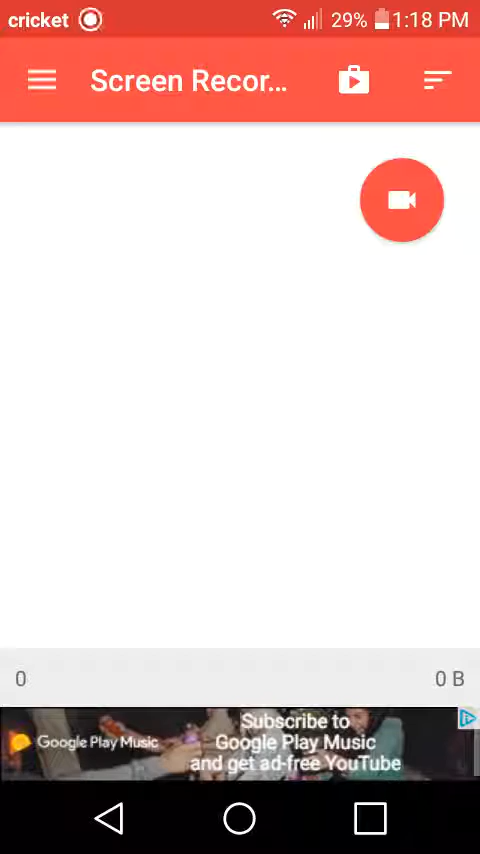 cricket 29% 1:18 PM
Screen Recor...
0 0 B
Google Play Music
Subscribe to
Google Play Music
and get ad-free YouTube